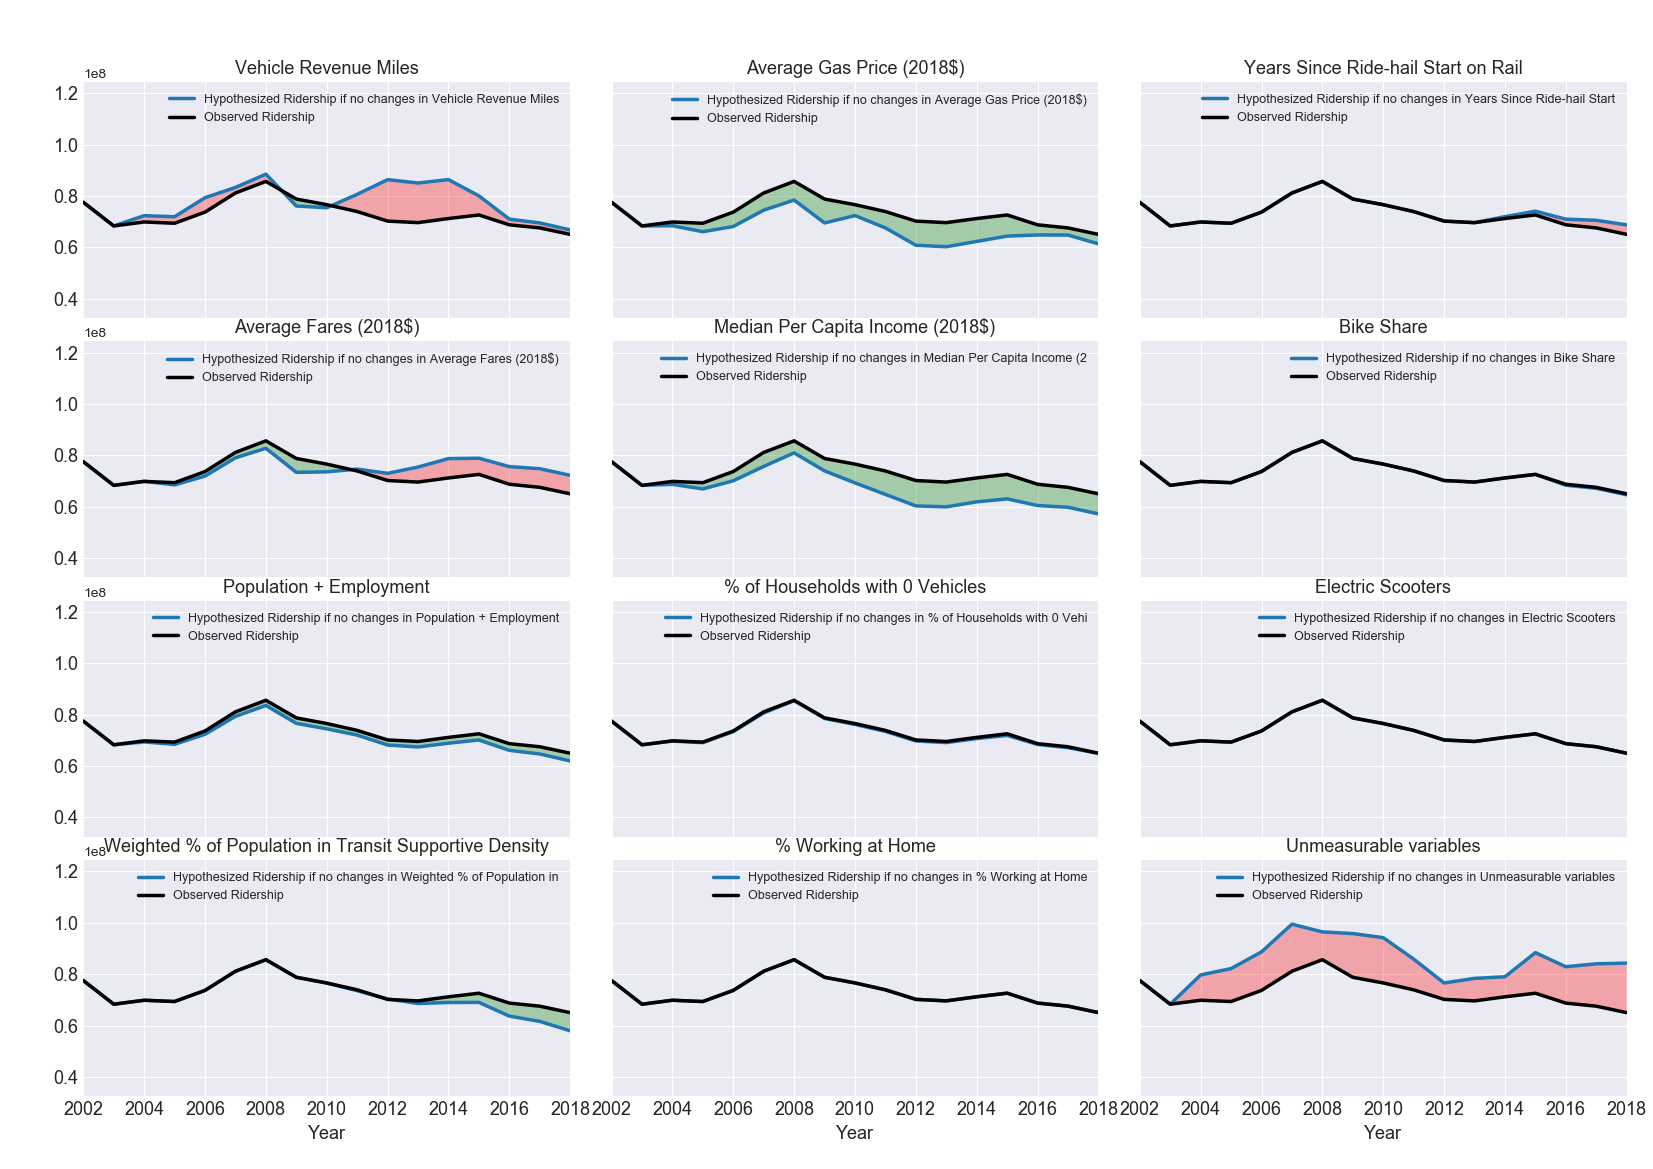 Vehicle Revenue Miles
1e8
Hypothesized Ridership if no changes in Vehicle Revenue Miles
Observed Ridership
1.2
1.0
0.8
0.6
0.4
Average Gas Price (2018$)
Hypothesized Ridership if no changes in Average Gas Price (2018$)
Observed Ridership
Years Since Ride-hail Start on Rail
Hypothesized Ridership if no changes in Years Since Ride-hail Start
Observed Ridership
Average Fares (2018$)
1e8
Hypothesized Ridership if no changes in Average Fares (2018$)
Observed Ridership
1.2
1.0
0.8
0.6
0.4
Median Per Capita Income (2018$)
Hypothesized Ridership if no changes in Median Per Capita Income (2
Observed Ridership
Bike Share
Hypothesized Ridership if no changes in Bike Share
Observed Ridership
Population + Employment
1e8
Hypothesized Ridership if no changes in Population + Employment
Observed Ridership
1.2
1.0
0.8
0.6
0.4
% of Households with 0 Vehicles
Hypothesized Ridership if no changes in % of Households with 0 Vehi
Observed Ridership
Electric Scooters
Hypothesized Ridership if no changes in Electric Scooters
Observed Ridership
Weighted % of Population in Transit Supportive Density
1e8
Hypothesized Ridership if no changes in Weighted % of Population in
Observed Ridership
1.2
1.0
0.8
0.6
0.4
2002 2004 2006 2008 2010 2012 2014 2016 2018
Year
% Working at Home
Hypothesized Ridership if no changes in % Working at Home
Observed Ridership
2002 2004 2006 2008 2010 2012 2014 2016 2018
Year
Unmeasurable variables
Hypothesized Ridership if no changes in Unmeasurable variables
Observed Ridership
2002 2004 2006 2008 2010 2012 2014 2016 2018
Year